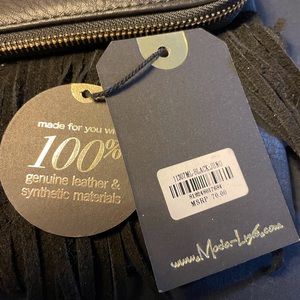 made for you wi
100%
genuine leather &
synthetic materials
MSRP 70.00
www.Moda-Luxe.com